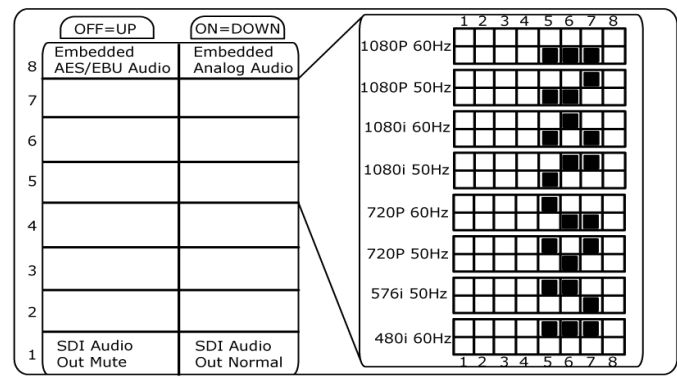 OFF=UP ON=DOWN
8 Embedded AES/EBU Audio Embedded Analog Audio
7
6
5
4
3
2
1 SDI Audio Out Mute SDI Audio Out Normal
1 2 3 4 5 6 7 8
1080P 60Hz
1080P 50Hz
1080i 60Hz
1080i 50Hz
720P 60Hz
720P 50Hz
576i 50Hz
480i 60Hz
1 2 3 4 5 6 7 8